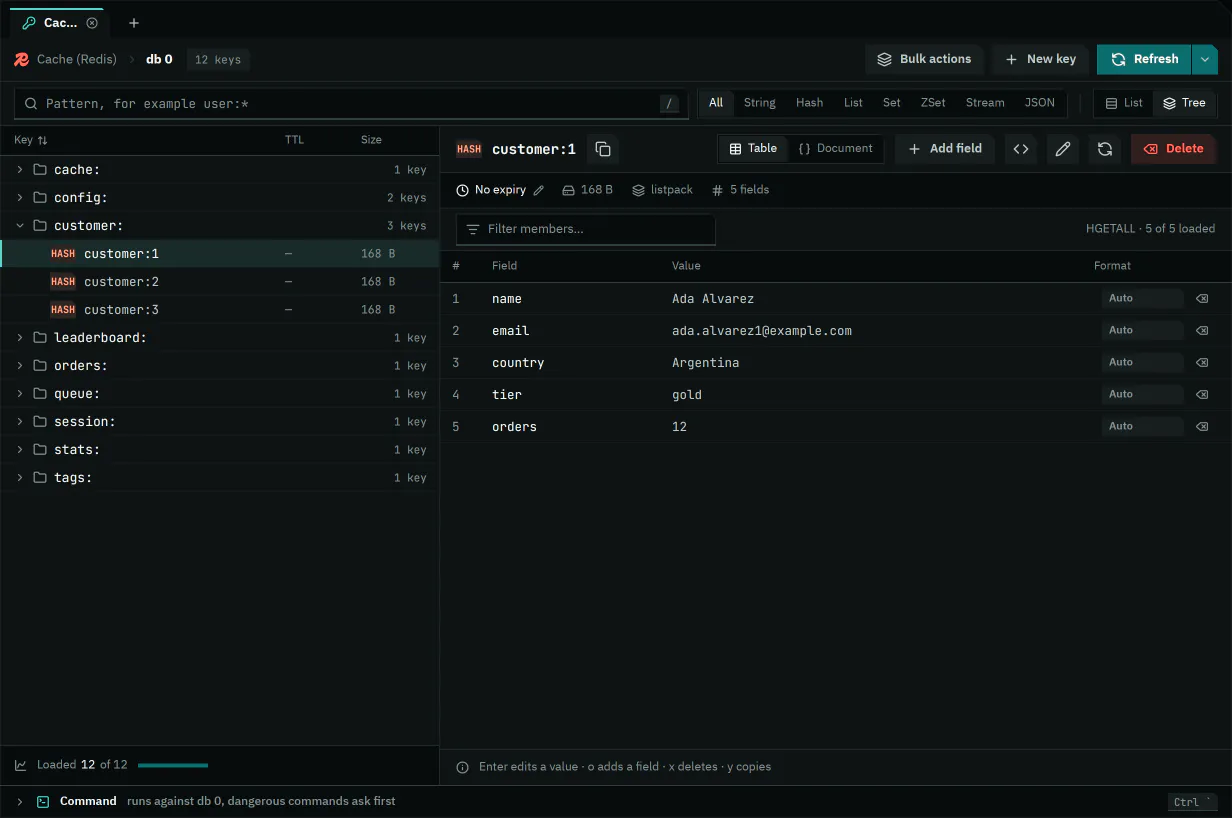 Cac...
Cache (Redis) db 0 12 keys Bulk actions New key Refresh
Pattern, for example user:* / All String Hash List Set ZSet Stream JSON List Tree
Key TTL Size
cache: 1 key
config: 2 keys
customer: 3 keys
HASH customer:1 — 168 B
HASH customer:2 — 168 B
HASH customer:3 — 168 B
leaderboard: 1 key
orders: 1 key
queue: 1 key
session: 1 key
stats: 1 key
tags: 1 key
Loaded 12 of 12
HASH customer:1 Table {} Document Add field <> Delete
No expiry 168 B listpack # 5 fields
Filter members... HGETALL · 5 of 5 loaded
# Field Value Format
1 name Ada Alvarez Auto
2 email ada.alvarez1@example.com Auto
3 country Argentina Auto
4 tier gold Auto
5 orders 12 Auto
Enter edits a value · o adds a field · x deletes · y copies
Command runs against db 0, dangerous commands ask first Ctrl `